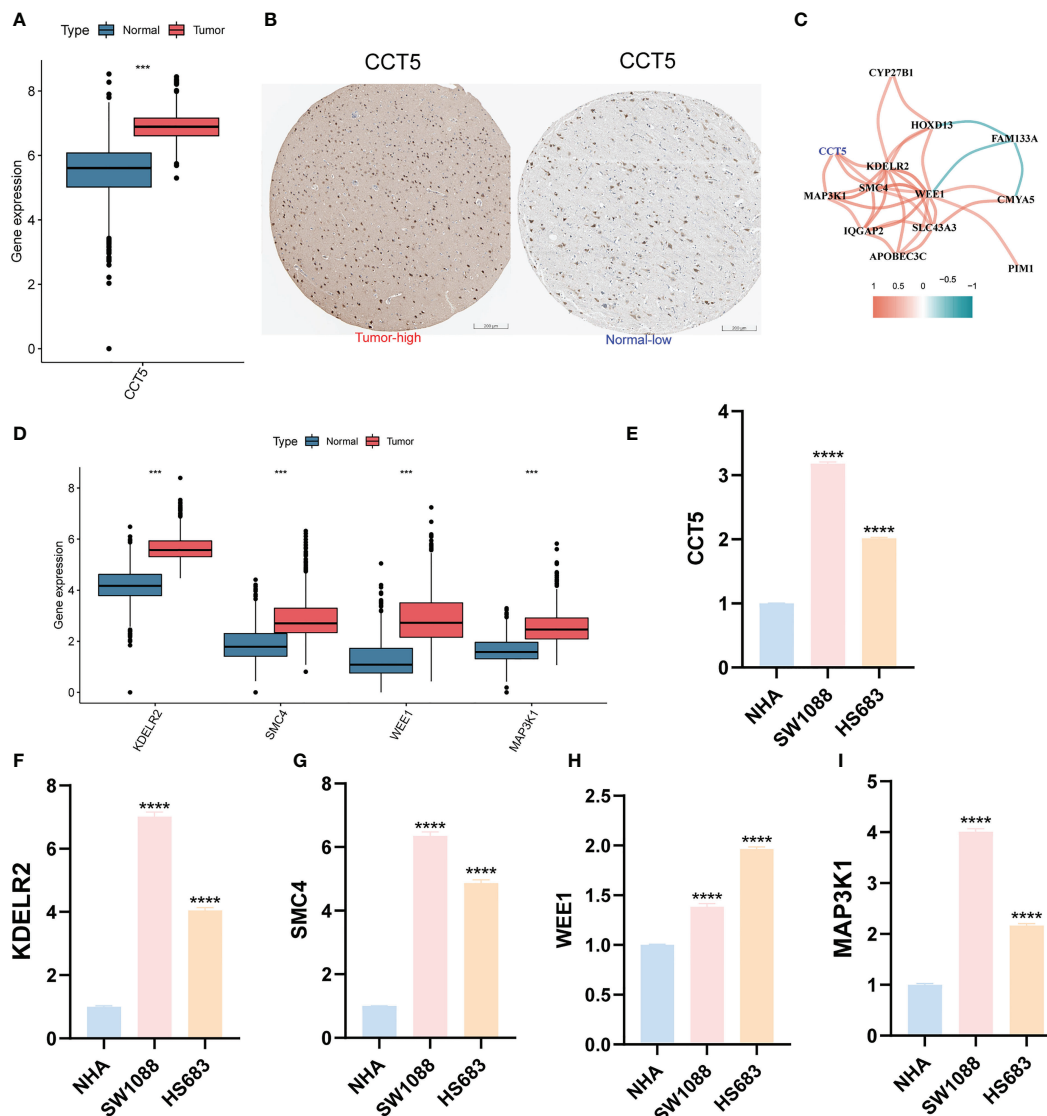 A
Type Normal Tumor
***
Gene expression
8
6
4
2
0
CCT5
B
CCT5
CCT5
200 μm
200 μm
Tumor-high
Normal-low
C
CYP27B1
HOXD13
FAM133A
CCT5
KDELR2
SMC4
WEE1
MAP3K1
CMYA5
IQGAP2
SLC43A3
APOBEC3C
PIM1
−0.5 −1
1 0.5 0
D
Type Normal Tumor
*** *** *** ***
Gene expression
8
6
4
2
0
KDELR2 SMC4 WEE1 MAP3K1
E
CCT5
4
3
2
1
0
****
****
NHA SW1088 HS683
F
KDELR2
8
6
4
2
0
****
****
NHA SW1088 HS683
G
SMC4
8
6
4
2
0
****
****
NHA SW1088 HS683
H
WEE1
2.5
2.0
1.5
1.0
0.5
0.0
****
****
NHA SW1088 HS683
I
MAP3K1
5
4
3
2
1
0
****
****
NHA SW1088 HS683